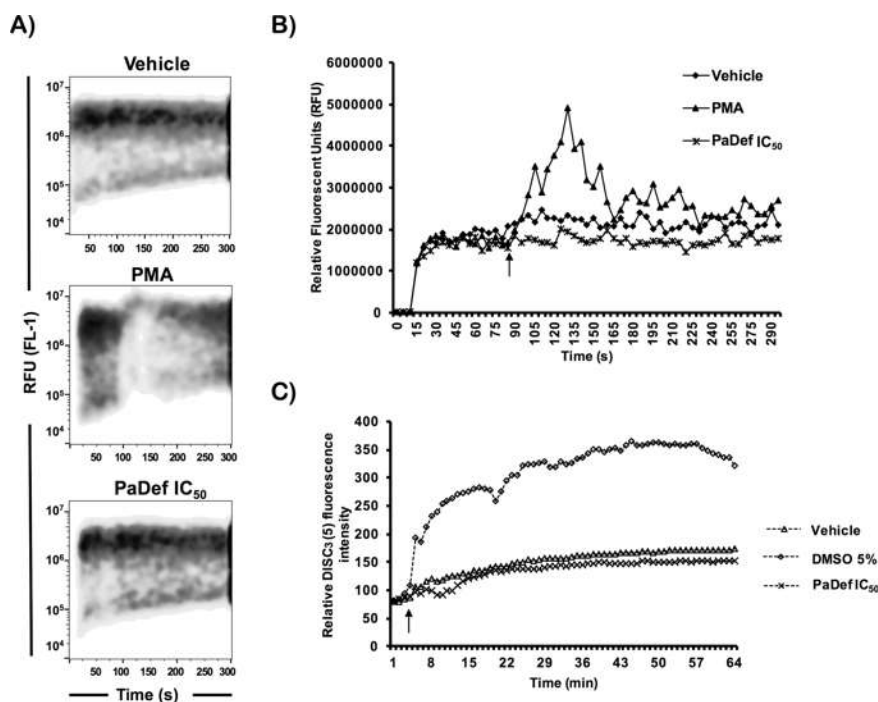 A)
Vehicle
10⁷
10⁶
10⁵
10⁴
50 100 150 200 250 300
PMA
10⁷
10⁶
10⁵
10⁴
50 100 150 200 250 300
PaDef IC₅₀
10⁷
10⁶
10⁵
10⁴
50 100 150 200 250 300
RFU (FL-1)
Time (s)
B)
Relative Fluorescent Units (RFU)
6000000
5000000
4000000
3000000
2000000
1000000
0
0 15 30 45 60 75 90 105 120 135 150 165 180 195 210 225 240 255 275 290
Time (s)
Vehicle
PMA
PaDef IC₅₀
C)
Relative DISC₃ (5) fluorescence
intensity
400
350
300
250
200
150
100
50
0
1 8 15 22 29 36 43 50 57 64
Time (min)
Vehicle
DMSO 5%
PaDef IC₅₀